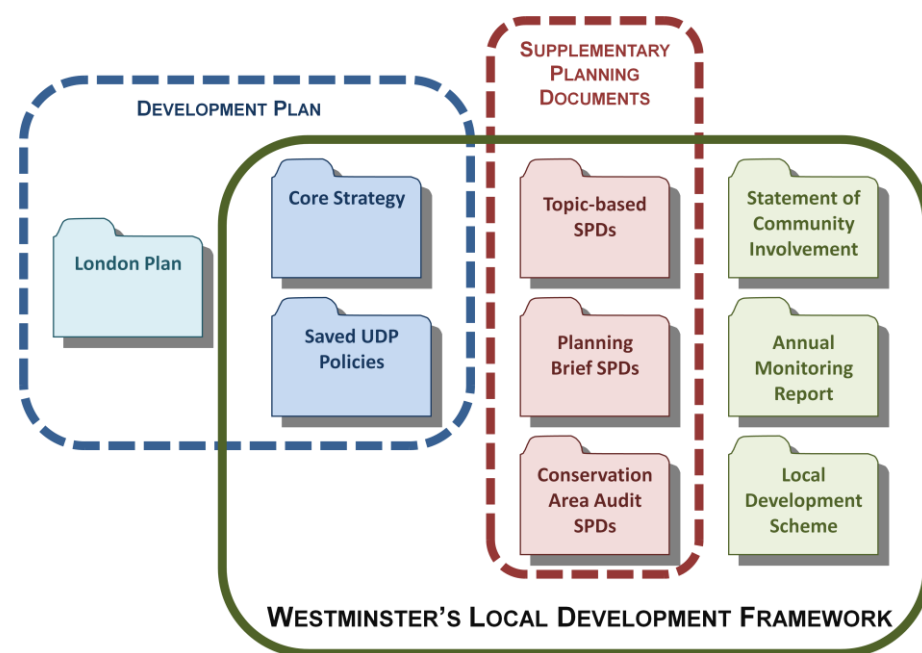 SUPPLEMENTARY
PLANNING
DOCUMENTS
DEVELOPMENT PLAN
London Plan
Core Strategy
Saved UDP
Policies
Topic-based
SPDs
Planning
Brief SPDs
Conservation
Area Audit
SPDs
Statement of
Community
Involvement
Annual
Monitoring
Report
Local
Development
Scheme
WESTMINSTER'S LOCAL DEVELOPMENT FRAMEWORK